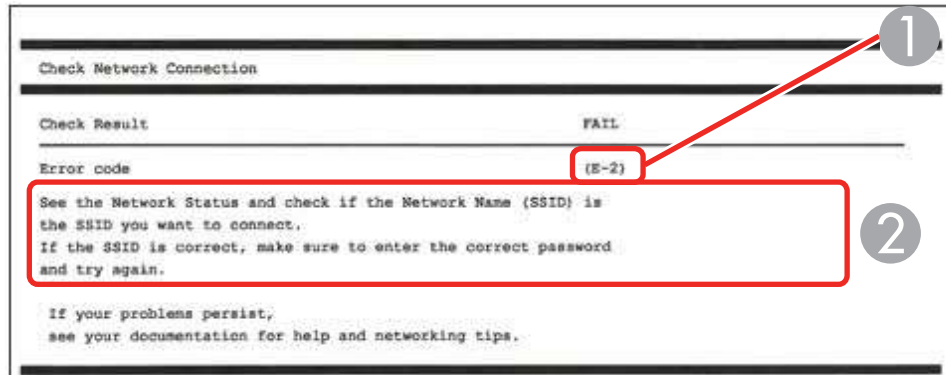 1
Check Network Connection
Check Result FAIL
Error code (E-2)
See the Network Status and check if the Network Name (SSID) is
the SSID you want to connect.
If the SSID is correct, make sure to enter the correct password
and try again.
2
If your problems persist,
see your documentation for help and networking tips.